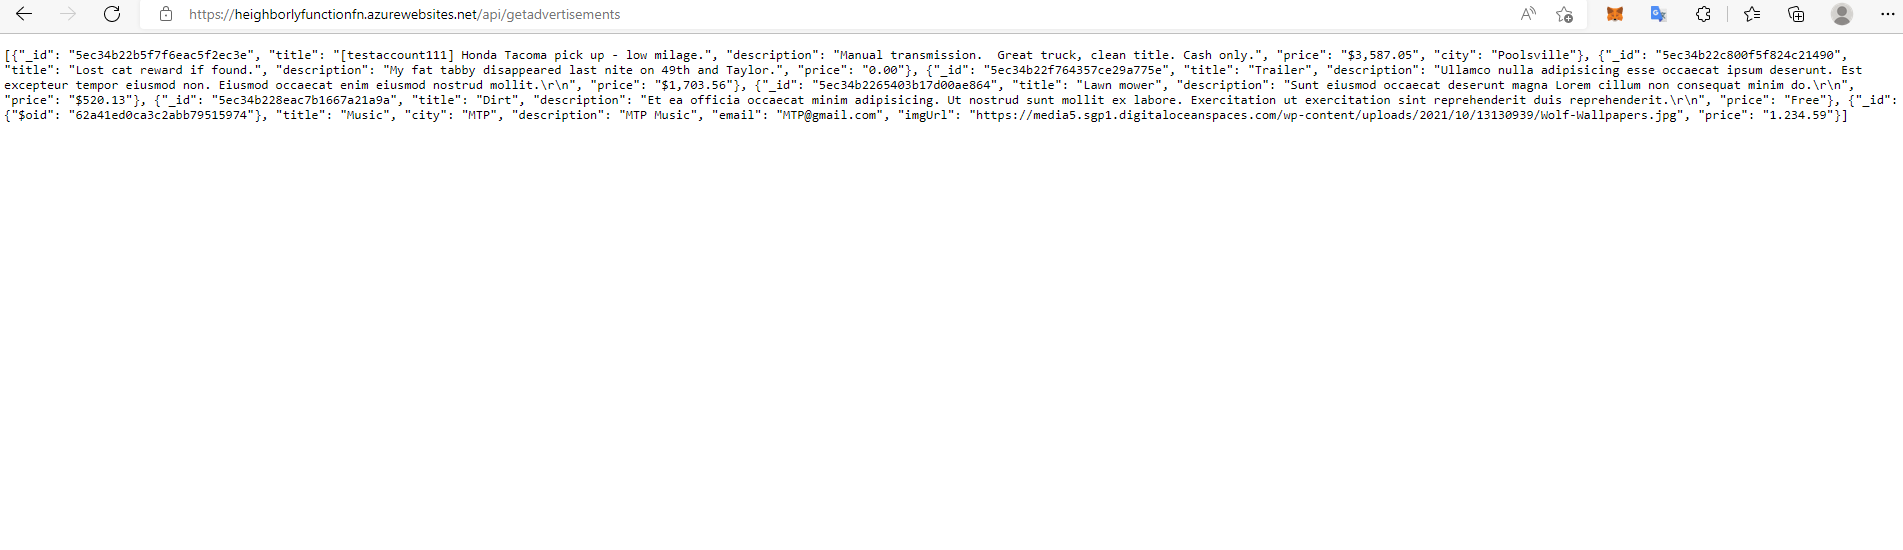 https://heighborlyfunctionfn.azurewebsites.net/api/getadvertisements
[{"_id": "5ec34b22b5f7f6eac5f2ec3e", "title": "[testaccount111] Honda Tacoma pick up - low milage.", "description": "Manual transmission.  Great truck, clean title. Cash only.", "price": "$3,587.05", "city": "Poolsville"}, {"_id": "5ec34b22c800f5f824c21490",
"title": "Lost cat reward if found.", "description": "My fat tabby disappeared last nite on 49th and Taylor.", "price": "0.00"}, {"_id": "5ec34b22f764357ce29a775e", "title": "Trailer", "description": "Ullamco nulla adipisicing esse occaecat ipsum deserunt. Est
excepteur tempor eiusmod non. Eiusmod occaecat enim eiusmod nostrud mollit.\r\n", "price": "$1,703.56"}, {"_id": "5ec34b2265403b17d00ae864", "title": "Lawn mower", "description": "Sunt eiusmod occaecat deserunt magna Lorem cillum non consequat minim do.\r\n",
"price": "$520.13"}, {"_id": "5ec34b228eac7b1667a21a9a", "title": "Dirt", "description": "Et ea officia occaecat minim adipisicing. Ut nostrud sunt mollit ex labore. Exercitation ut exercitation sint reprehenderit duis reprehenderit.\r\n", "price": "Free"}, {"_id":
{"$oid": "62a41ed0ca3c2abb79515974"}, "title": "Music", "city": "MTP", "description": "MTP Music", "email": "MTP@gmail.com", "imgUrl": "https://media5.sgp1.digitaloceanspaces.com/wp-content/uploads/2021/10/13130939/Wolf-Wallpapers.jpg", "price": "1.234.59"}]